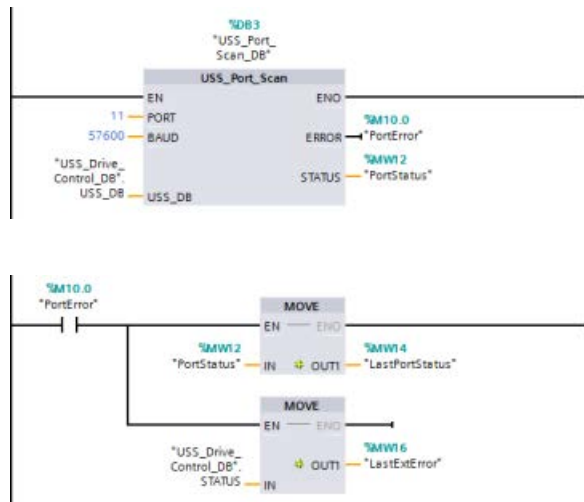 %DB3
"USS_Port_
Scan_DB"
USS_Port_Scan
EN ENO
11 PORT
%M10.0
57600 BAUD ERROR "PortError"
%MW12
"USS_Drive_
Control_DB".
STATUS "PortStatus"
USS_DB USS_DB
%M10.0
"PortError"
MOVE
EN ENO
%MW12 %MW14
"PortStatus" IN OUT1 "LastPortStatus"
MOVE
EN ENO
%MW16
"USS_Drive_
Control_DB".
OUT1 "LastExtError"
STATUS IN